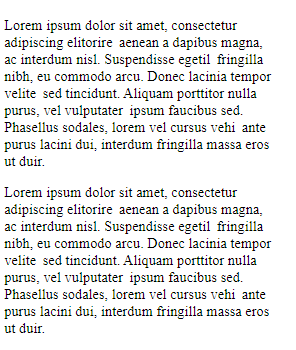 Lorem ipsum dolor sit amet, consectetur
adipiscing elitorire aenean a dapibus magna,
ac interdum nisl. Suspendisse egetil fringilla
nibh, eu commodo arcu. Donec lacinia tempor
velite sed tincidunt. Aliquam porttitor nulla
purus, vel vulputater ipsum faucibus sed.
Phasellus sodales, lorem vel cursus vehi ante
purus lacini dui, interdum fringilla massa eros
ut duir.
Lorem ipsum dolor sit amet, consectetur
adipiscing elitorire aenean a dapibus magna,
ac interdum nisl. Suspendisse egetil fringilla
nibh, eu commodo arcu. Donec lacinia tempor
velite sed tincidunt. Aliquam porttitor nulla
purus, vel vulputater ipsum faucibus sed.
Phasellus sodales, lorem vel cursus vehi ante
purus lacini dui, interdum fringilla massa eros
ut duir.